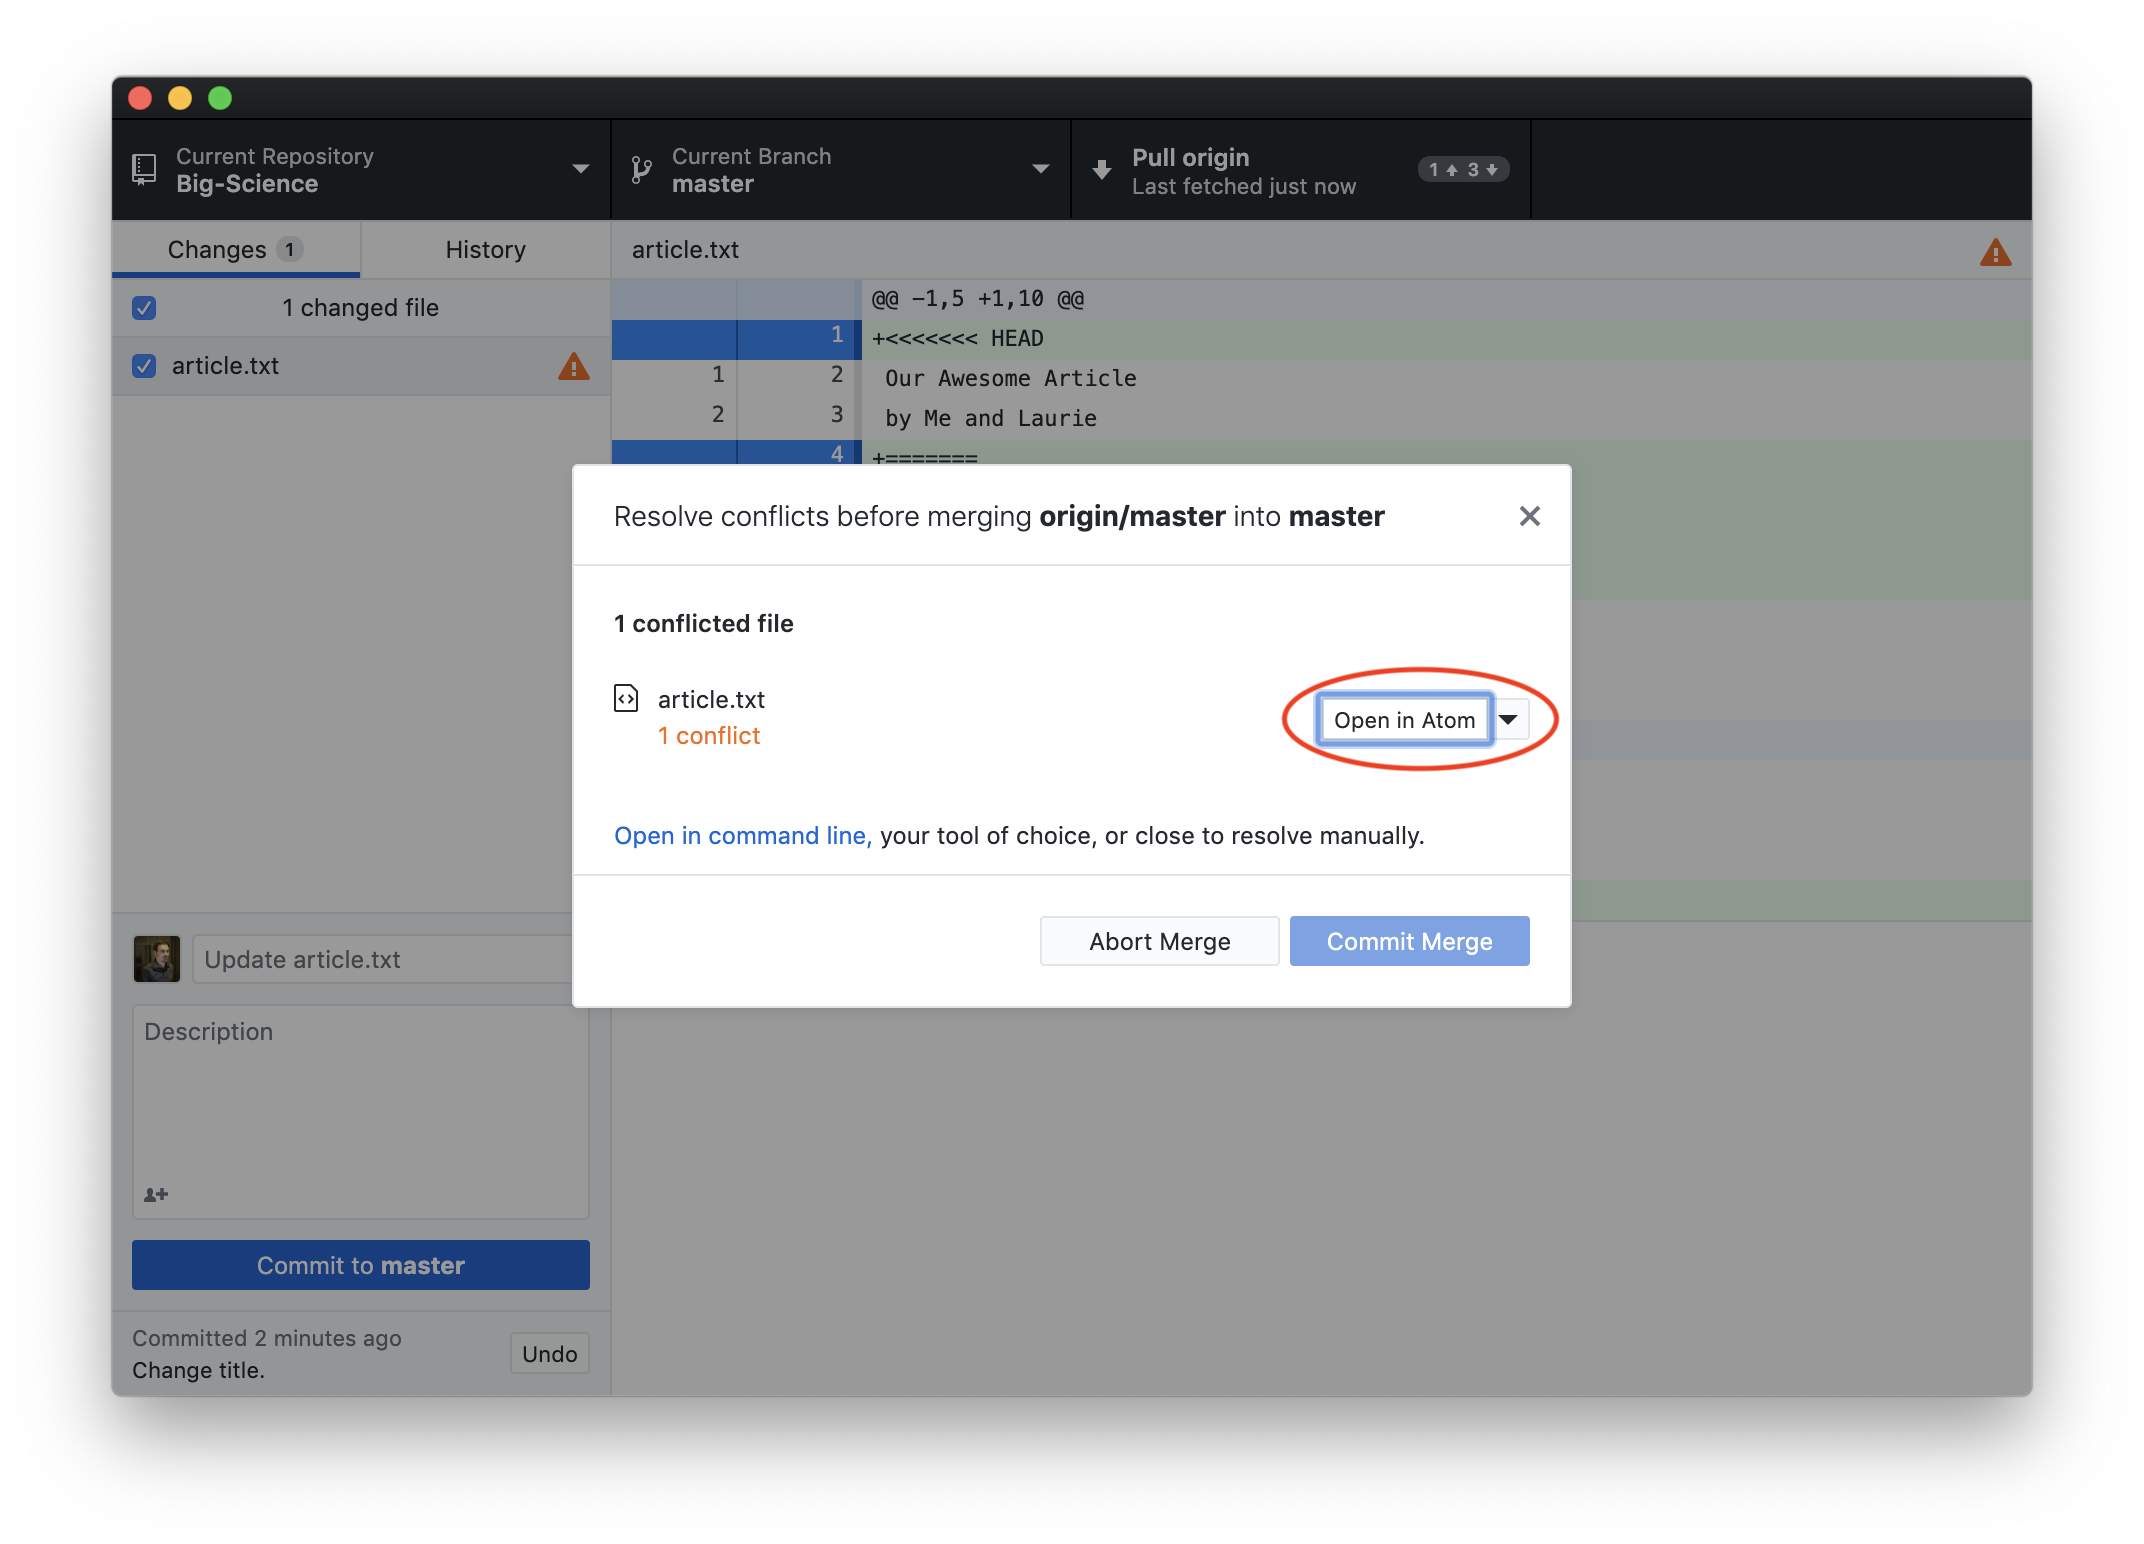 Current Repository
Big-Science
Current Branch
master
Pull origin
Last fetched just now
1 3
Changes 1
History
article.txt
1 changed file
article.txt
@@ -1,5 +1,10 @@
1 +<<<<<<< HEAD
1 2 Our Awesome Article
2 3 by Me and Laurie
4 +=======
Resolve conflicts before merging origin/master into master
1 conflicted file
article.txt
1 conflict
Open in Atom
Open in command line, your tool of choice, or close to resolve manually.
Abort Merge
Commit Merge
Update article.txt
Description
Commit to master
Committed 2 minutes ago
Change title.
Undo